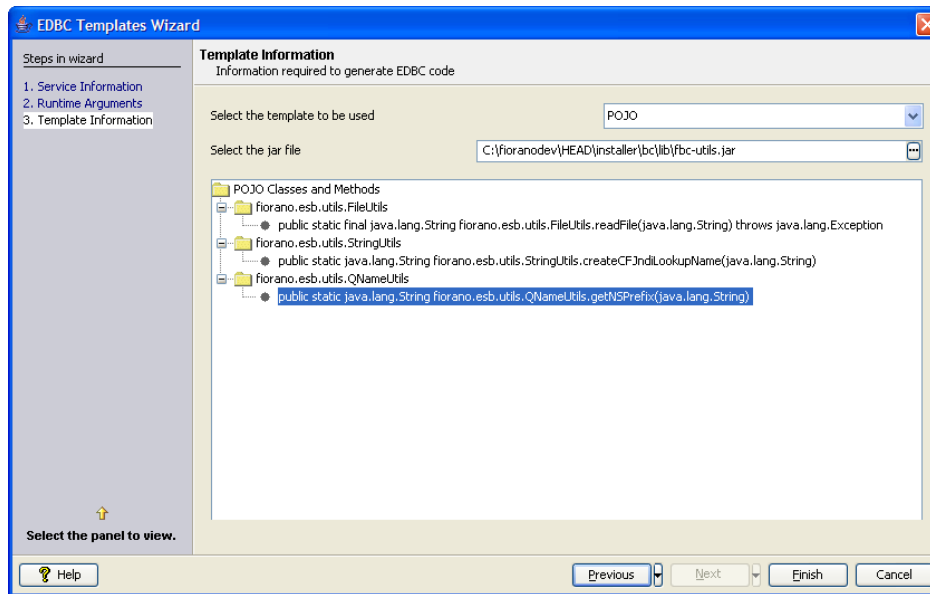 EDBC Templates Wizard
Steps in wizard
1. Service Information
2. Runtime Arguments
3. Template Information
Select the panel to view.
Template Information
Information required to generate EDBC code
Select the template to be used
POJO
Select the jar file
C:\fioranodev\HEAD\installer\bc\lib\fbc-utils.jar
...
POJO Classes and Methods
fiorano.esb.utils.FileUtils
public static final java.lang.String fiorano.esb.utils.FileUtils.readFile(java.lang.String) throws java.lang.Exception
fiorano.esb.utils.StringUtils
public static java.lang.String fiorano.esb.utils.StringUtils.createCFJndiLookupName(java.lang.String)
fiorano.esb.utils.QNameUtils
public static java.lang.String fiorano.esb.utils.QNameUtils.getNSPrefix(java.lang.String)
Help
Previous
Next
Finish
Cancel